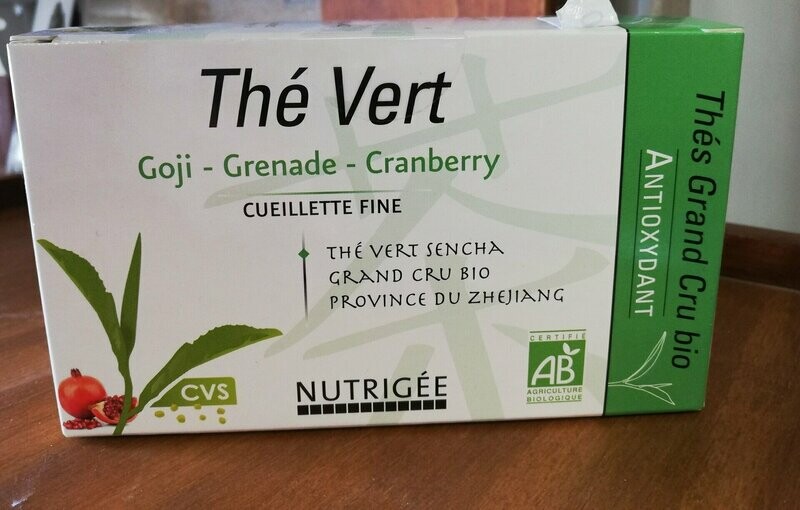 Thé Vert
Goji - Grenade - Cranberry
CUEILLETTE FINE
THÉ VERT SENCHA
GRAND CRU BIO
PROVINCE DU ZHEJIANG
CVS
NUTRIGÉE
CERTIFIÉ
AB
AGRICULTURE
BIOLOGIQUE
Thés Grand Cru bio
ANTIOXYDANT
茶